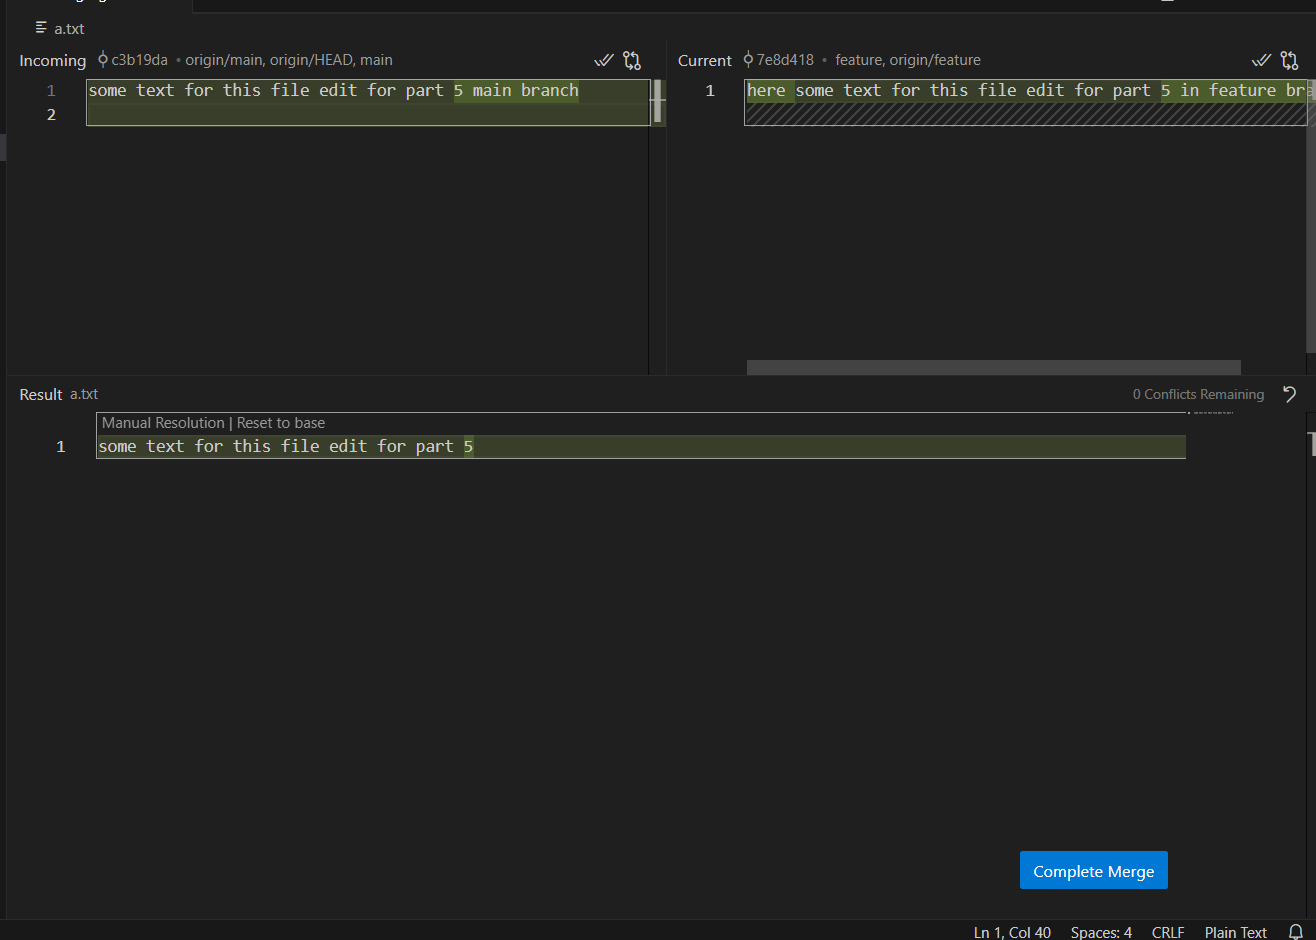 a.txt
Incoming c3b19da • origin/main, origin/HEAD, main
1 some text for this file edit for part 5 main branch
2
Current 7e8d418 • feature, origin/feature
1 here some text for this file edit for part 5 in feature bra
Result a.txt
0 Conflicts Remaining
Manual Resolution | Reset to base
1 some text for this file edit for part 5
Complete Merge
Ln 1, Col 40 Spaces: 4 CRLF Plain Text